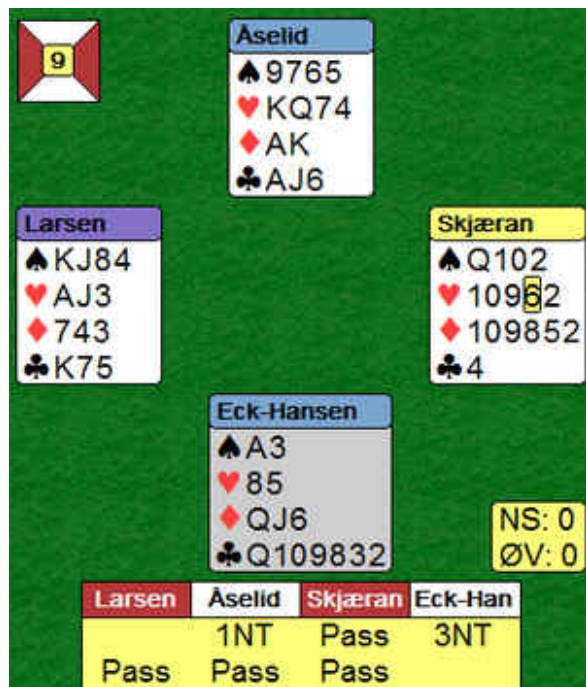 9
Åselid
♠ 9765
♥ KQ74
♦ AK
♣ AJ6
Larsen
♠ KJ84
♥ AJ3
♦ 743
♣ K75
Skjæran
♠ Q102
♥ 10962
♦ 109852
♣ 4
Eck-Hansen
♠ A3
♥ 85
♦ QJ6
♣ Q109832
NS: 0
ØV: 0
Larsen Åselid Skjæran Eck-Han
1NT Pass 3NT
Pass Pass Pass